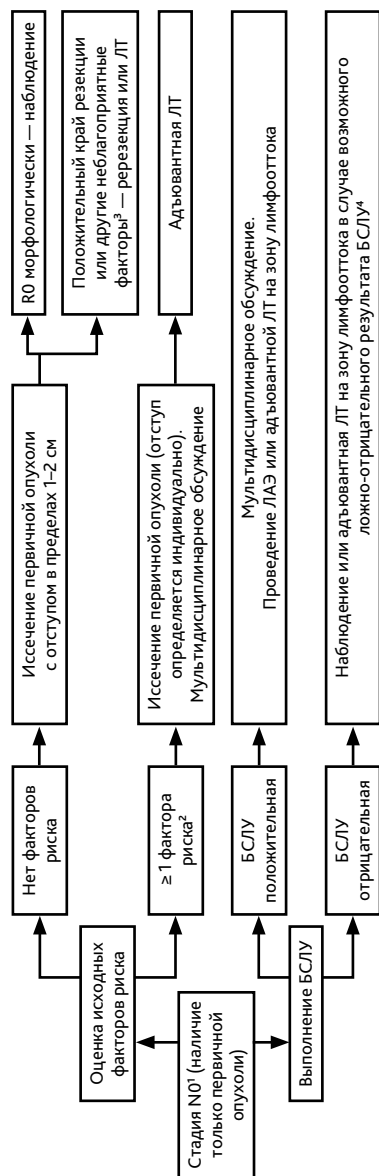 Стадия N0¹ (наличие
только первичной
опухоли)
Оценка исходных
факторов риска
Нет факторов
риска
Иссечение первичной опухоли
с отступом в пределах 1–2 см
R0 морфологически — наблюдение
Положительный край резекции
или другие неблагоприятные
факторы³ — ререзекция или ЛТ
≥ 1 фактора
риска²
Иссечение первичной опухоли (отступ
определяется индивидуально).
Мультидисциплинарное обсуждение
Адъювантная ЛТ
Выполнение БСЛУ
БСЛУ
положительная
Мультидисциплинарное обсуждение.
Проведение ЛАЭ или адъювантной ЛТ на зону лимфооттока
БСЛУ
отрицательная
Наблюдение или адъювантная ЛТ на зону лимфооттока в случае возможного
ложно-отрицательного результата БСЛУ⁴